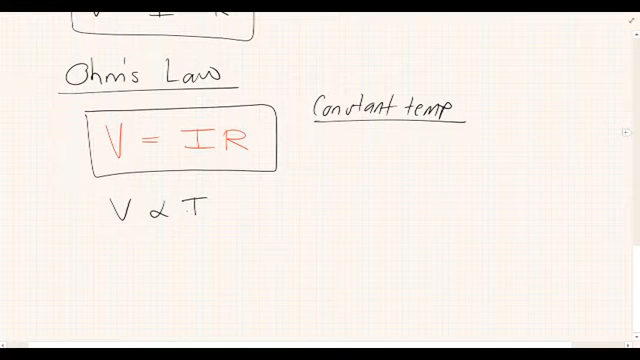 Ohm's Law
V = IR
Constant temp
V ∝ T